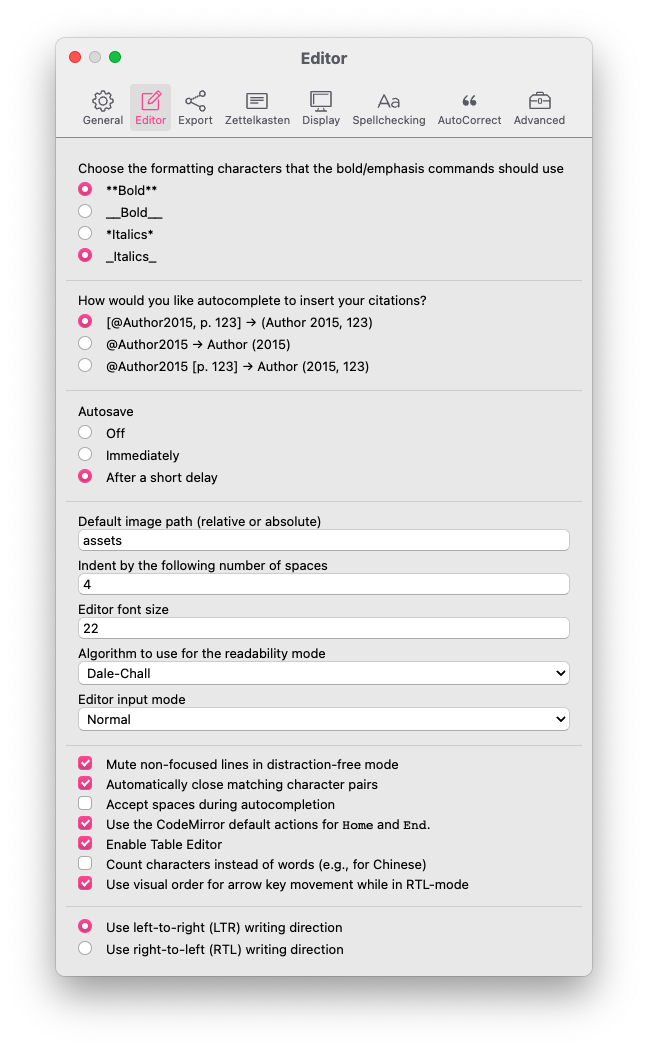 Editor
General Editor Export Zettelkasten Display Spellchecking AutoCorrect Advanced
Choose the formatting characters that the bold/emphasis commands should use
**Bold**
__Bold__
*Italics*
_Italics_
How would you like autocomplete to insert your citations?
[@Author2015, p. 123] → (Author 2015, 123)
@Author2015 → Author (2015)
@Author2015 [p. 123] → Author (2015, 123)
Autosave
Off
Immediately
After a short delay
Default image path (relative or absolute)
assets
Indent by the following number of spaces
4
Editor font size
22
Algorithm to use for the readability mode
Dale-Chall
Editor input mode
Normal
Mute non-focused lines in distraction-free mode
Automatically close matching character pairs
Accept spaces during autocompletion
Use the CodeMirror default actions for Home and End.
Enable Table Editor
Count characters instead of words (e.g., for Chinese)
Use visual order for arrow key movement while in RTL-mode
Use left-to-right (LTR) writing direction
Use right-to-left (RTL) writing direction